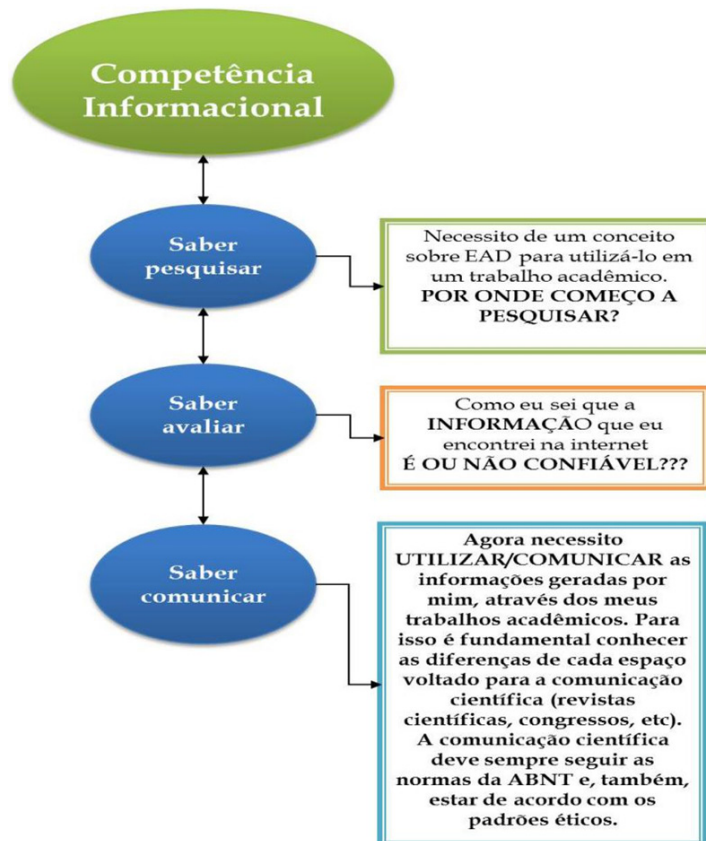 Competência
Informacional
Saber
pesquisar
Necessito de um conceito
sobre EAD para utilizá-lo em
um trabalho acadêmico.
POR ONDE COMEÇO A
PESQUISAR?
Saber
avaliar
Como eu sei que a
INFORMAÇÃO que eu
encontrei na internet
É OU NÃO CONFIÁVEL???
Saber
comunicar
Agora necessito
UTILIZAR/COMUNICAR as
informações geradas por
mim, através dos meus
trabalhos acadêmicos. Para
isso é fundamental conhecer
as diferenças de cada espaço
voltado para a comunicação
científica (revistas
científicas, congressos, etc).
A comunicação científica
deve sempre seguir as
normas da ABNT e, também,
estar de acordo com os
padrões éticos.